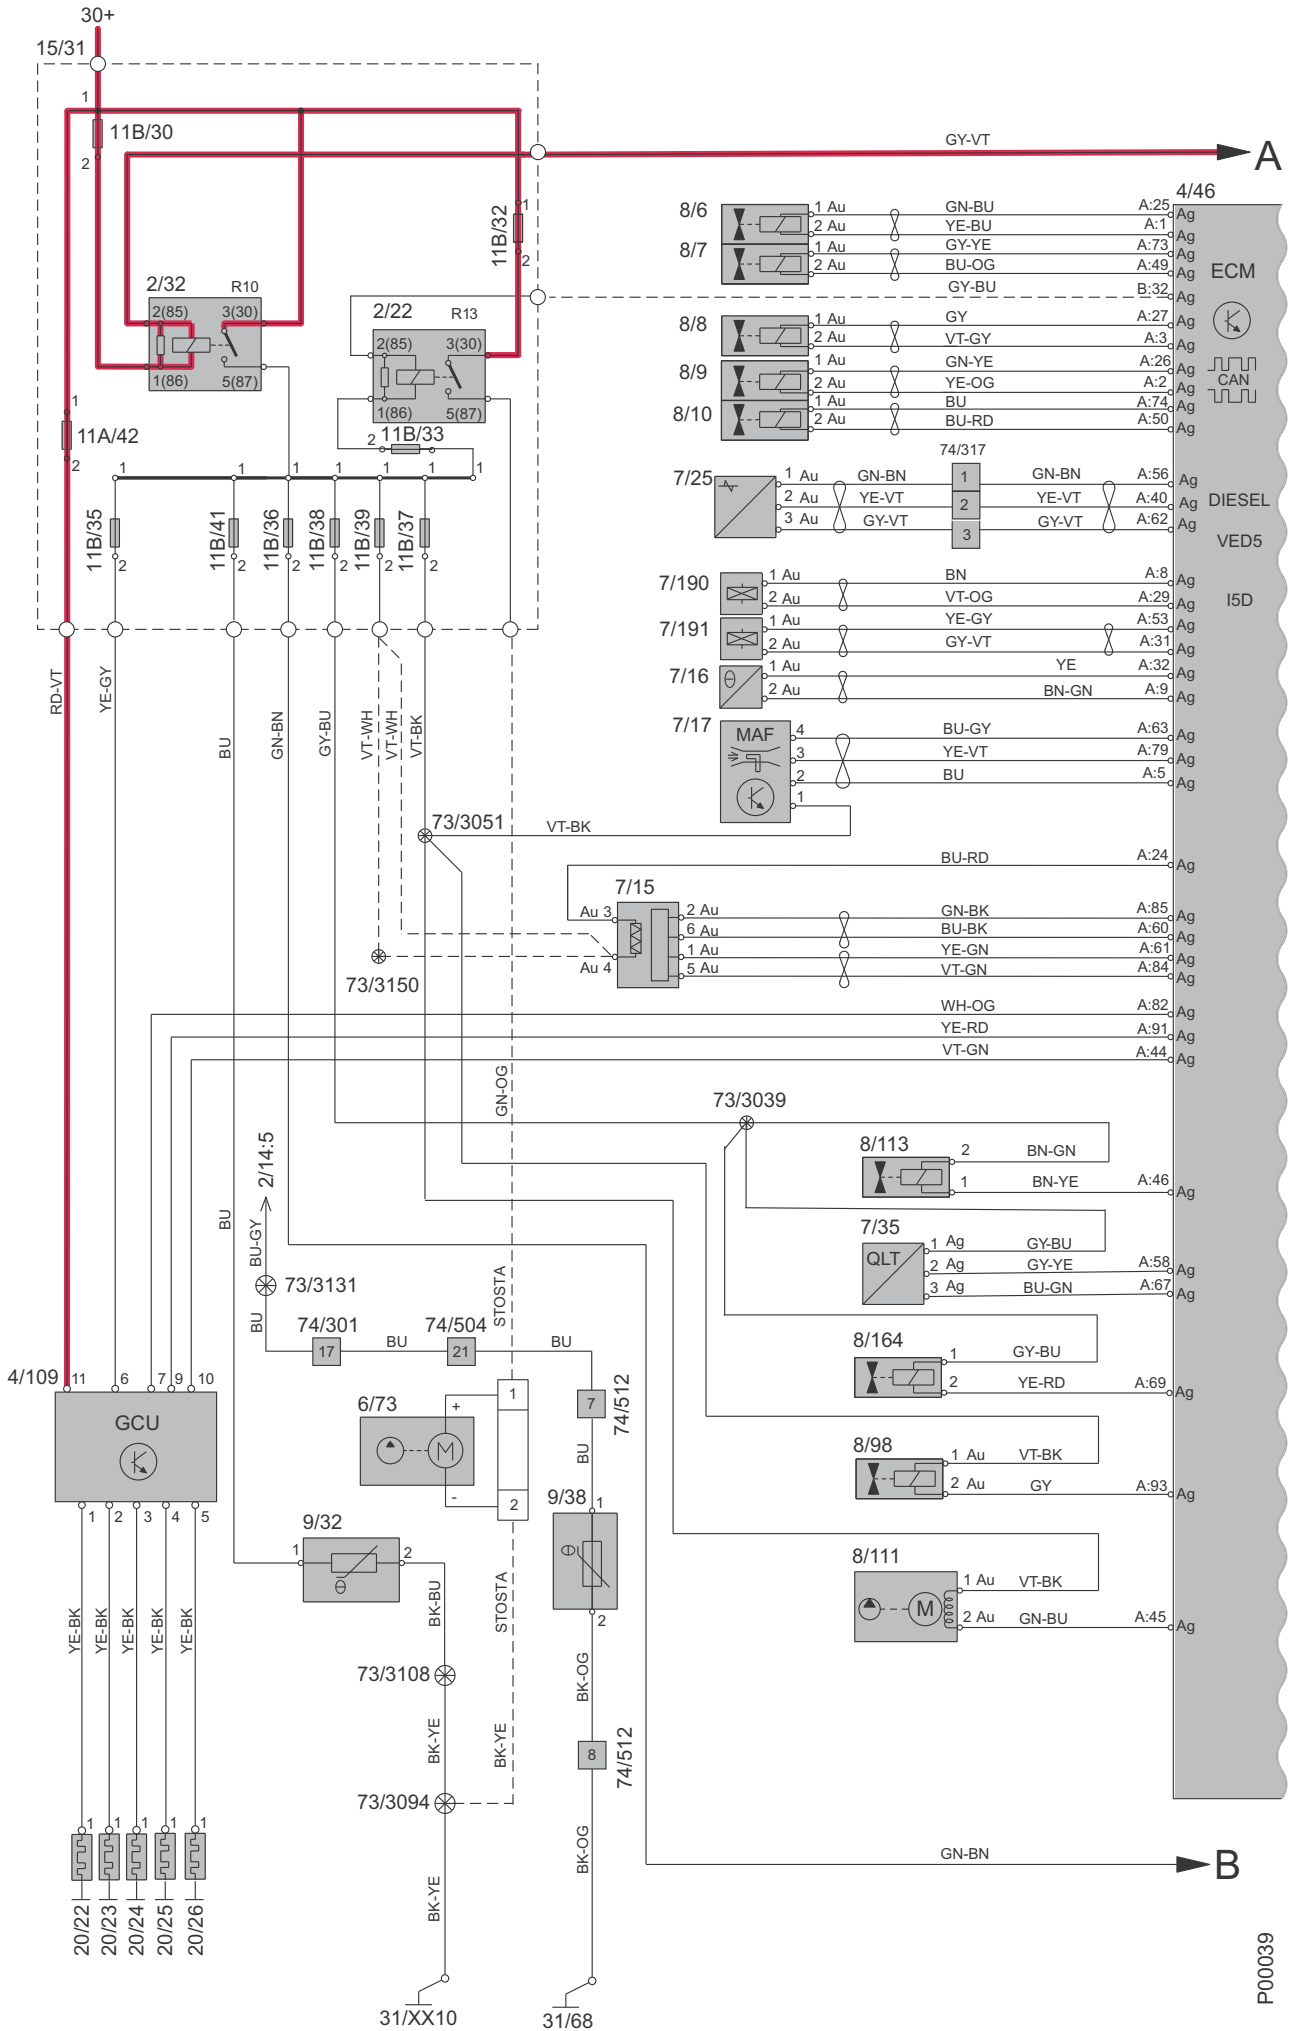 30+
15/31
1
11B/30
2
GY-VT
A
1
11B/32
2
4/46
8/6
1 Au
GN-BU
A:25
Ag
2 Au
YE-BU
A:1
Ag
8/7
1 Au
GY-YE
A:73
Ag
2 Au
BU-OG
A:49
Ag
ECM
GY-BU
B:32
Ag
2/32
R10
2(85)
3(30)
1(86)
5(87)
2/22
R13
2(85)
3(30)
1(86)
5(87)
8/8
1 Au
GY
A:27
Ag
2 Au
VT-GY
A:3
Ag
8/9
1 Au
GN-YE
A:26
Ag
2 Au
YE-OG
A:2
Ag
CAN
8/10
1 Au
BU
A:74
Ag
2 Au
BU-RD
A:50
Ag
1
11A/42
2
2
11B/33
1
1
1
1
1
1
1
74/317
7/25
1 Au
GN-BN
1
GN-BN
A:56
Ag
2 Au
YE-VT
2
YE-VT
A:40
Ag
3 Au
GY-VT
3
GY-VT
A:62
Ag
DIESEL
VED5
I5D
11B/35
2
11B/41
2
11B/36
2
11B/38
2
11B/39
2
11B/37
2
7/190
1 Au
BN
A:8
Ag
2 Au
VT-OG
A:29
Ag
7/191
1 Au
YE-GY
A:53
Ag
2 Au
GY-VT
A:31
Ag
7/16
1 Au
YE
A:32
Ag
2 Au
BN-GN
A:9
Ag
RD-VT
YE-GY
BU
GN-BN
GY-BU
VT-WH
VT-WH
VT-BK
7/17
MAF
4
BU-GY
A:63
Ag
3
YE-VT
A:79
Ag
2
BU
A:5
Ag
1
73/3051
VT-BK
BU-RD
A:24
Ag
7/15
Au 3
Au 4
2 Au
GN-BK
A:85
Ag
6 Au
BU-BK
A:60
Ag
1 Au
YE-GN
A:61
Ag
5 Au
VT-GN
A:84
Ag
73/3150
WH-OG
A:82
Ag
YE-RD
A:91
Ag
VT-GN
A:44
Ag
GN-OG
73/3039
8/113
2
BN-GN
1
BN-YE
A:46
Ag
2/14:5
BU-GY
BU
7/35
QLT
1 Ag
GY-BU
2 Ag
GY-YE
A:58
Ag
3 Ag
BU-GN
A:67
Ag
73/3131
STOSTA
BU
74/301
17
BU
74/504
21
BU
8/164
1
GY-BU
2
YE-RD
A:69
Ag
4/109
11
6
7
9
10
GCU
1
2
3
4
5
6/73
+
M
-
1
2
7
74/512
BU
8/98
1 Au
VT-BK
2 Au
GY
A:93
Ag
9/32
1
2
9/38
1
2
8/111
M
1 Au
VT-BK
2 Au
GN-BU
A:45
Ag
YE-BK
YE-BK
YE-BK
YE-BK
YE-BK
BK-BU
STOSTA
73/3108
BK-OG
BK-YE
BK-YE
8
74/512
73/3094
1
1
1
1
1
BK-YE
BK-OG
GN-BN
B
20/22
20/23
20/24
20/25
20/26
31/XX10
31/68
P00039